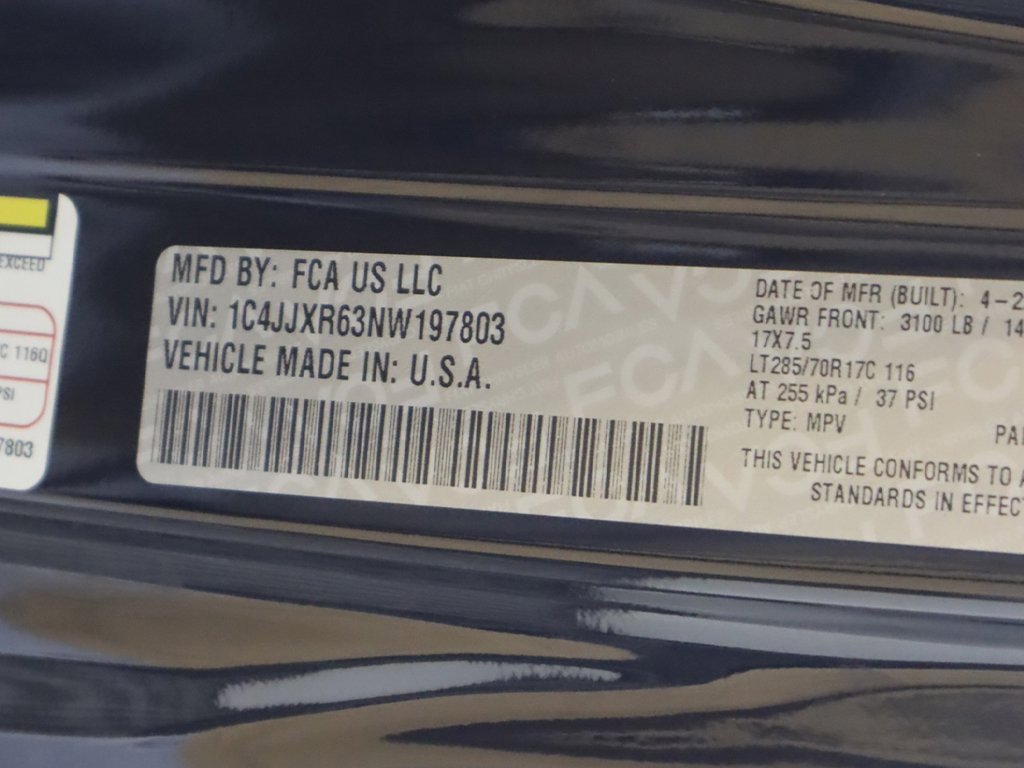 EXCEED
C 116Q
PSI
7803
MFD BY: FCA US LLC
VIN: 1C4JJXR63NW197803
VEHICLE MADE IN: U.S.A.
DATE OF MFR (BUILT): 4-2
GAWR FRONT: 3100 LB / 14
17X7.5
LT285/70R17C 116
AT 255 kPa / 37 PSI
TYPE: MPV
PAI
THIS VEHICLE CONFORMS TO A
STANDARDS IN EFFECT